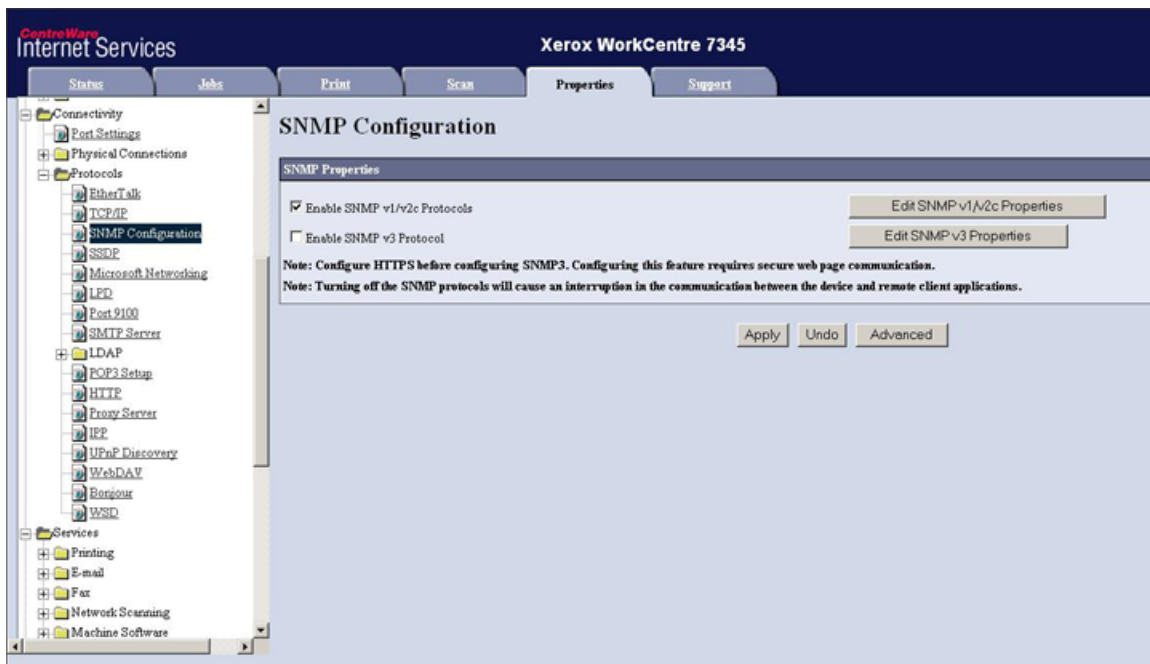 CentreWare
Internet Services
Xerox WorkCentre 7345
Status Jobs Print Scan Properties Support
Connectivity
Port Settings
Physical Connections
Protocols
EtherTalk
TCP/IP
SNMP Configuration
SSDP
Microsoft Networking
LPD
Port 9100
SMTP Server
LDAP
POP3 Setup
HTTP
Proxy Server
IPP
UPnP Discovery
WebDAV
Bonjour
WSD
Services
Printing
E-mail
Fax
Network Scanning
Machine Software
SNMP Configuration
SNMP Properties
Enable SNMP v1/v2c Protocols Edit SNMP v1/v2c Properties
Enable SNMP v3 Protocol Edit SNMP v3 Properties
Note: Configure HTTPS before configuring SNMP3. Configuring this feature requires secure web page communication.
Note: Turning off the SNMP protocols will cause an interruption in the communication between the device and remote client applications.
Apply Undo Advanced